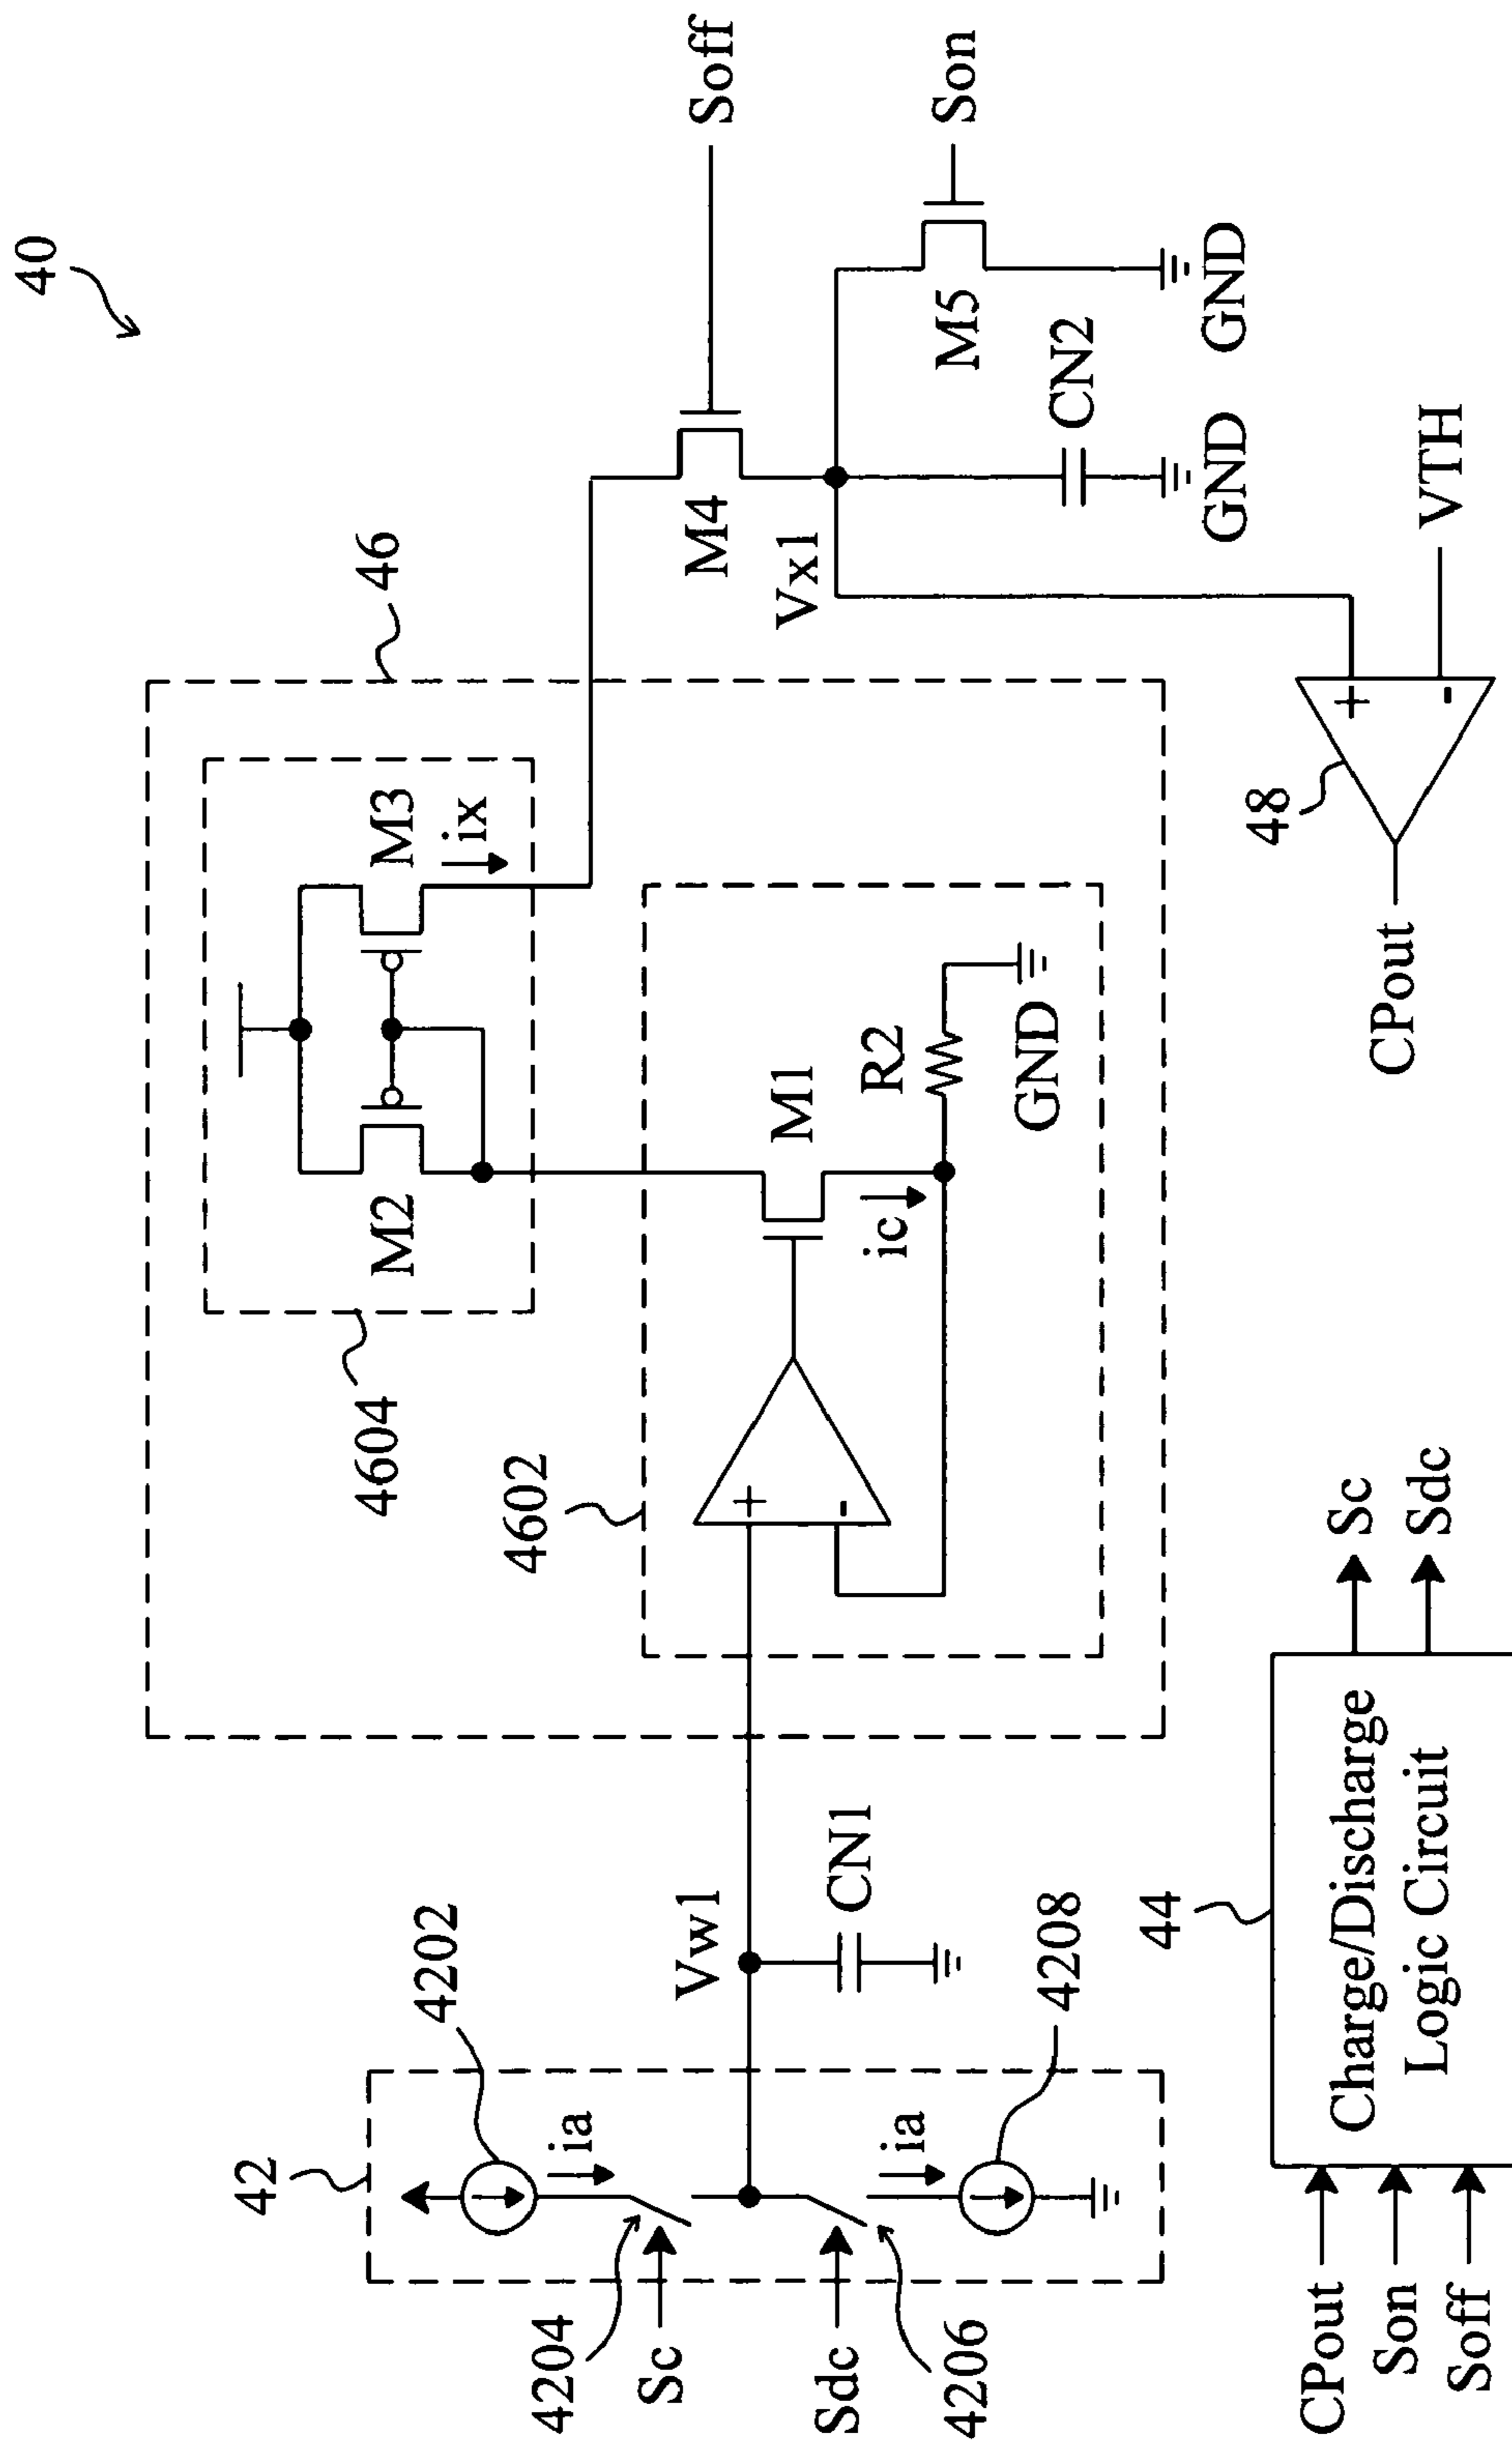 40
46
4604
M2
M3
ix
4602
M1
ic
R2
GND
Soff
M4
Vx1
Son
M5
CN2
GND
GND
42
4202
ia
4204
Sc
Vw1
CN1
Sdc
4206
ia
4208
44
CPout
Son
Soff
Charge/Discharge
Logic Circuit
Sc
Sdc
48
+
-
+
-
CPout
VTH